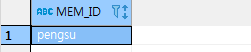 ABC MEM_ID
1 pengsu